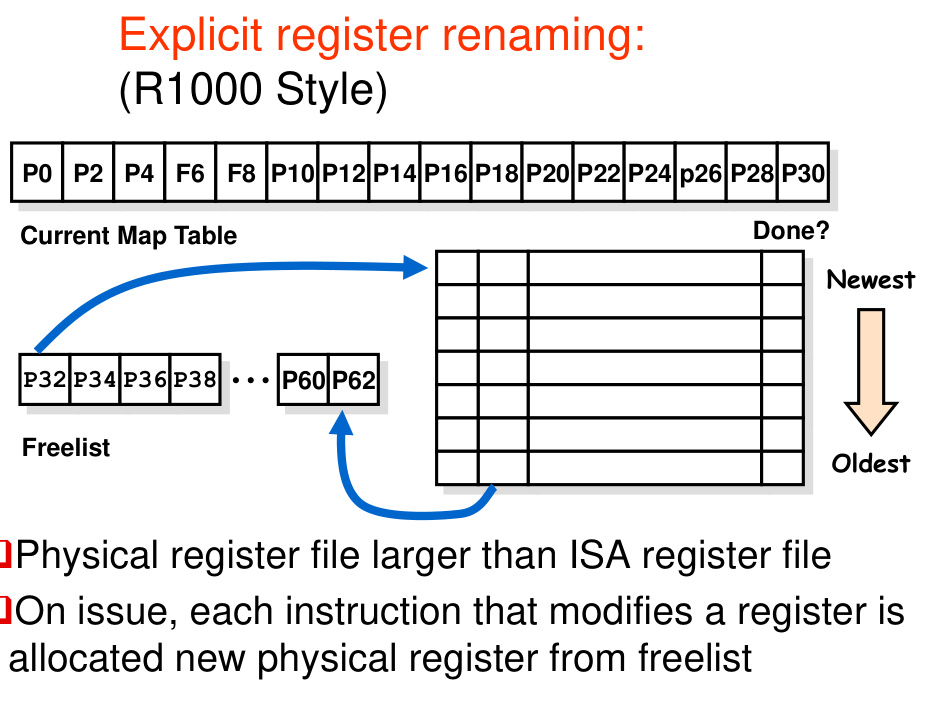 Explicit register renaming:
(R1000 Style)
P0 P2 P4 F6 F8 P10 P12 P14 P16 P18 P20 P22 P24 p26 P28 P30
Current Map Table
Done?
Newest
P32 P34 P36 P38 ... P60 P62
Freelist
Oldest
Physical register file larger than ISA register file
On issue, each instruction that modifies a register is
allocated new physical register from freelist